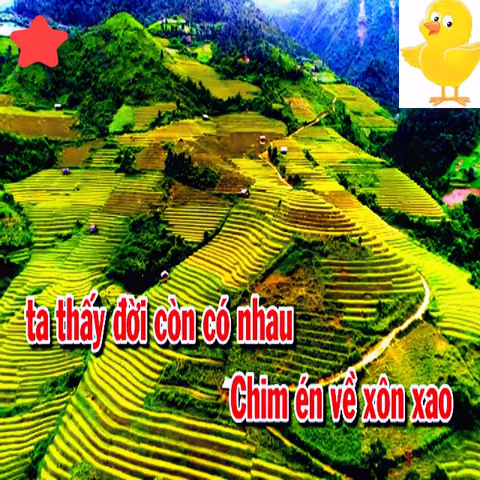 ta thấy đời còn có nhau
Chim én về xôn xao